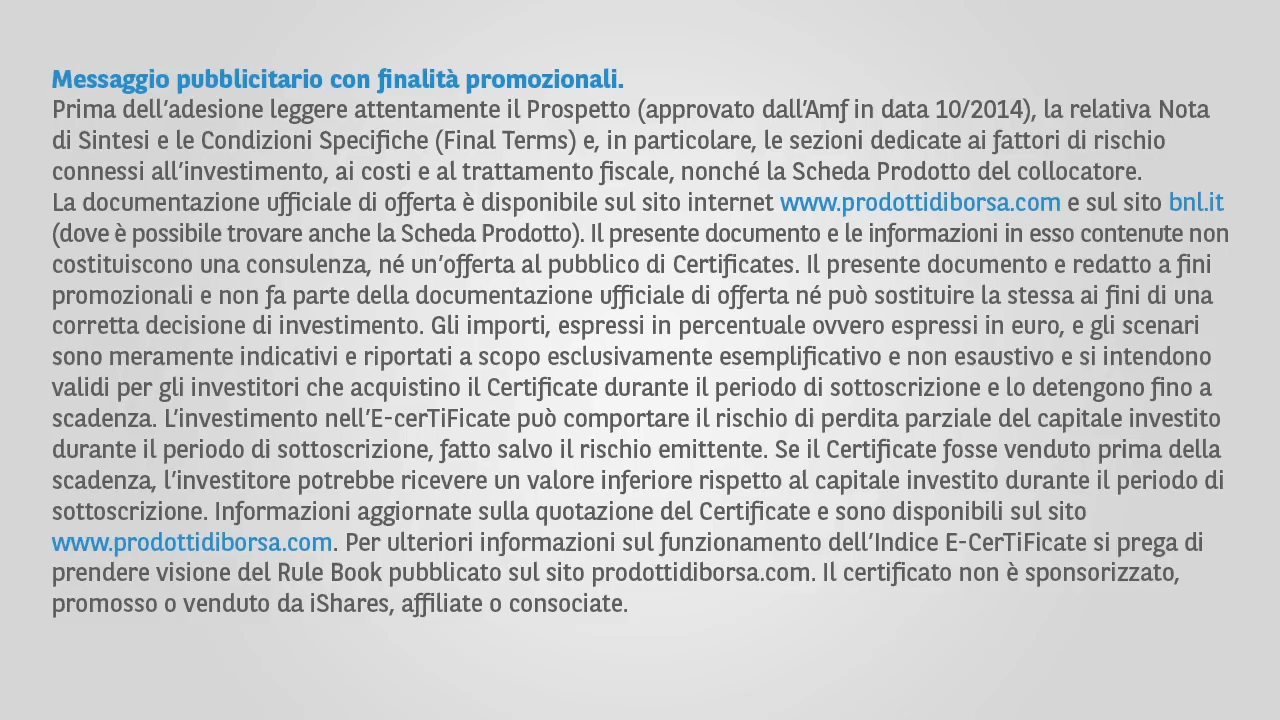 Messaggio pubblicitario con finalità promozionali.
Prima dell'adesione leggere attentamente il Prospetto (approvato dall'Amf in data 10/2014), la relativa Nota
di Sintesi e le Condizioni Specifiche (Final Terms) e, in particolare, le sezioni dedicate ai fattori di rischio
connessi all'investimento, ai costi e al trattamento fiscale, nonché la Scheda Prodotto del collocatore.
La documentazione ufficiale di offerta è disponibile sul sito internet www.prodottidiborsa.com e sul sito bnl.it
(dove è possibile trovare anche la Scheda Prodotto). Il presente documento e le informazioni in esso contenute non
costituiscono una consulenza, né un'offerta al pubblico di Certificates. Il presente documento e redatto a fini
promozionali e non fa parte della documentazione ufficiale di offerta né può sostituire la stessa ai fini di una
corretta decisione di investimento. Gli importi, espressi in percentuale ovvero espressi in euro, e gli scenari
sono meramente indicativi e riportati a scopo esclusivamente esemplificativo e non esaustivo e si intendono
validi per gli investitori che acquistino il Certificate durante il periodo di sottoscrizione e lo detengono fino a
scadenza. L'investimento nell'E-cerTiFicate può comportare il rischio di perdita parziale del capitale investito
durante il periodo di sottoscrizione, fatto salvo il rischio emittente. Se il Certificate fosse venduto prima della
scadenza, l'investitore potrebbe ricevere un valore inferiore rispetto al capitale investito durante il periodo di
sottoscrizione. Informazioni aggiornate sulla quotazione del Certificate e sono disponibili sul sito
www.prodottidiborsa.com. Per ulteriori informazioni sul funzionamento dell'Indice E-CerTiFicate si prega di
prendere visione del Rule Book pubblicato sul sito prodottidiborsa.com. Il certificato non è sponsorizzato,
promosso o venduto da iShares, affiliate o consociate.